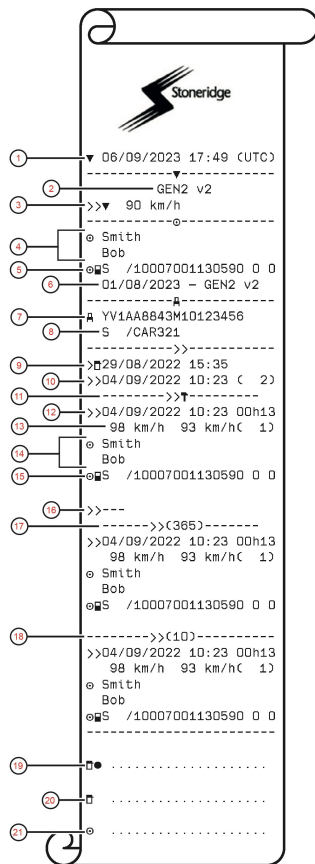 Stoneridge
1 ▼ 06/09/2023 17:49 (UTC)
--------------▼--------------
2 GEN2 v2
3 >>▼ 90 km/h
--------------⊙--------------
4 ⊙ Smith
Bob
5 ⊙S /10007001130590 0 0
6 01/08/2023 - GEN2 v2
7 YV1AA8843M10123456
8 S /CAR321
------------->>-------------
9 >29/08/2022 15:35
10 >>04/09/2022 10:23 ( 2)
11 ------------>>------------
12 >>04/09/2022 10:23 00h13
13 98 km/h 93 km/h( 1)
14 ⊙ Smith
Bob
15 ⊙S /10007001130590 0 0
16 >>---
17 ------>>(365)-------
>>04/09/2022 10:23 00h13
98 km/h 93 km/h( 1)
⊙ Smith
Bob
⊙S /10007001130590 0 0
18 ------>>(10)--------
>>04/09/2022 10:23 00h13
98 km/h 93 km/h( 1)
⊙ Smith
Bob
⊙S /10007001130590 0 0
19 ● ....................
20 ....................
21 ⊙ ....................